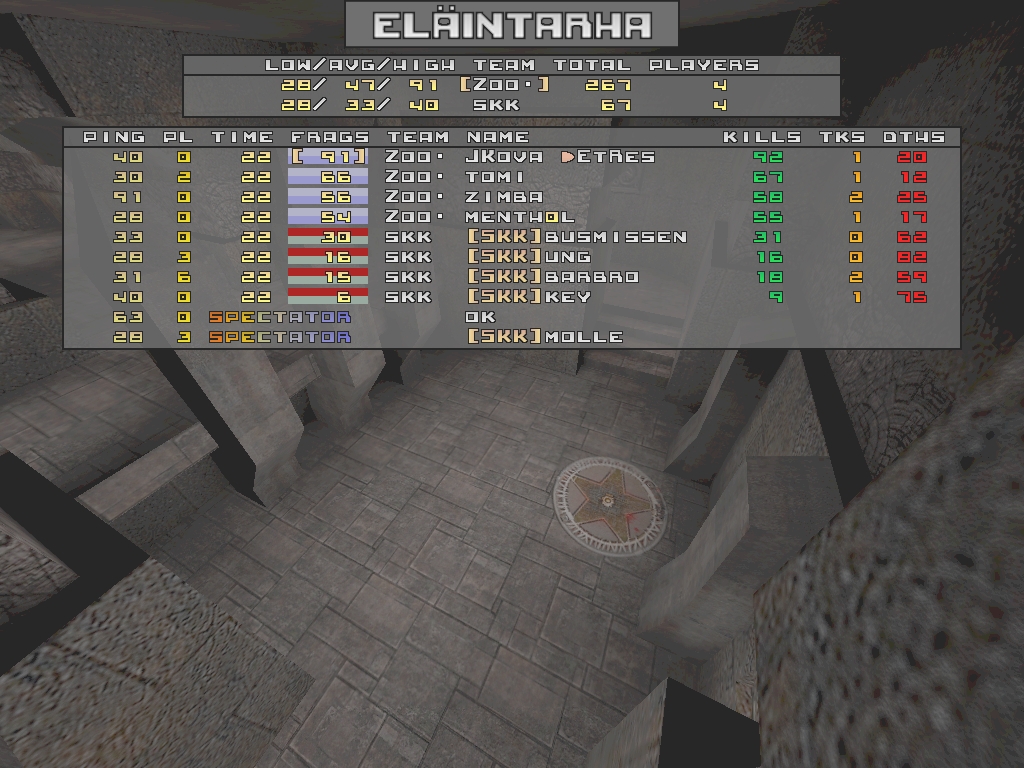 ELÄINTARHA
LOW/AVG/HIGH TEAM TOTAL PLAYERS
28/ 47/ 91 [ZOO·] 267 4
28/ 33/ 40 SKK 67 4
PING PL TIME FRAGS TEAM NAME KILLS TKS DTHS
40 0 22 [ 91] ZOO· JKOVA DETRES 92 1 20
30 2 22 66 ZOO· TOMI 67 1 12
91 0 22 56 ZOO· ZIMBA 58 2 25
28 0 22 54 ZOO· MENTHOL 55 1 17
33 0 22 30 SKK [SKK]BUSMISSEN 31 0 62
28 3 22 16 SKK [SKK]UNG 16 0 82
31 6 22 15 SKK [SKK]BARBRO 18 2 59
40 0 22 6 SKK [SKK]KEY 9 1 75
63 0 SPECTATOR OK
28 3 SPECTATOR [SKK]MOLLE